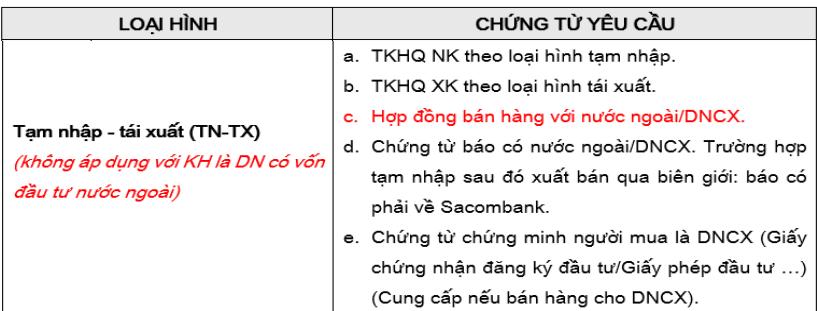 LOẠI HÌNH
CHỨNG TỪ YÊU CẦU
Tạm nhập - tái xuất (TN-TX)
(không áp dụng với KH là DN có vốn
đầu tư nước ngoài)
a. TKHQ NK theo loại hình tạm nhập.
b. TKHQ XK theo loại hình tái xuất.
c. Hợp đồng bán hàng với nước ngoài/DNCX.
d. Chứng từ báo có nước ngoài/DNCX. Trường hợp
tạm nhập sau đó xuất bán qua biên giới: báo có
phải về Sacombank.
e. Chứng từ chứng minh người mua là DNCX (Giấy
chứng nhận đăng ký đầu tư/Giấy phép đầu tư ...)
(Cung cấp nếu bán hàng cho DNCX).